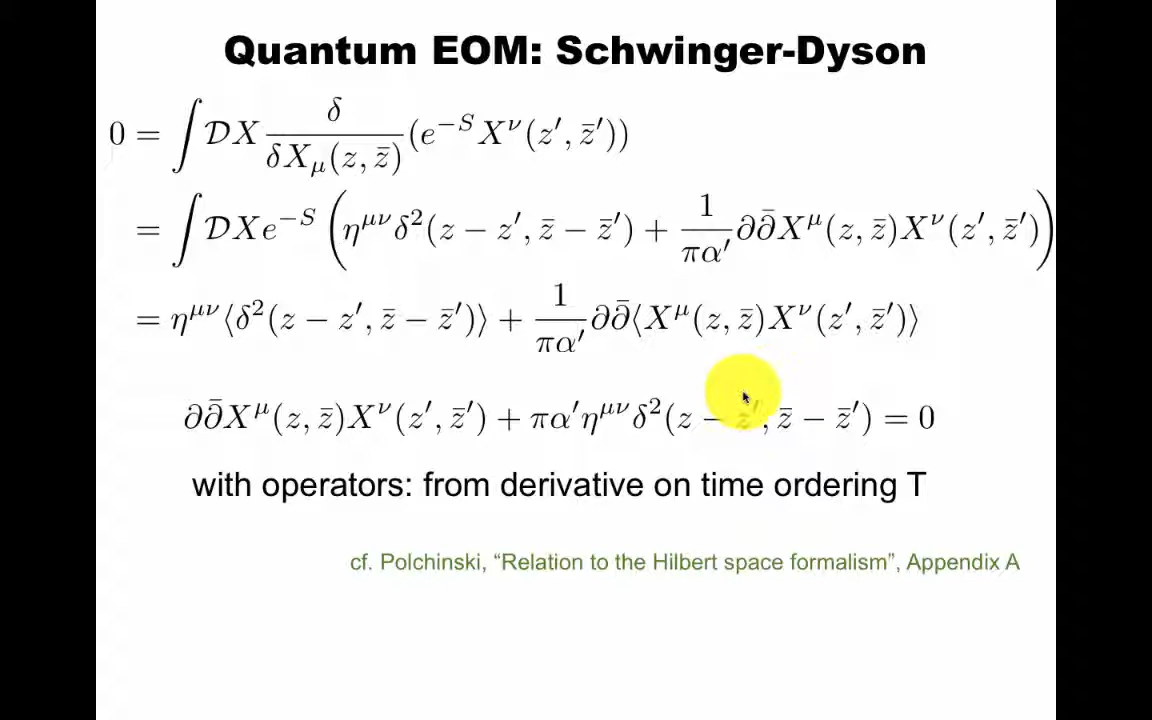 Quantum EOM: Schwinger-Dyson
0 = ∫ 𝒟X δ/δX_μ(z, z̄) (e^{−S} X^ν(z′, z̄′))
= ∫ 𝒟X e^{−S} ( η^{μν} δ²(z − z′, z̄ − z̄′) + 1/(πα′) ∂∂̄X^μ(z, z̄)X^ν(z′, z̄′) )
= η^{μν}⟨δ²(z − z′, z̄ − z̄′)⟩ + 1/(πα′) ∂∂̄⟨X^μ(z, z̄)X^ν(z′, z̄′)⟩
∂∂̄X^μ(z, z̄)X^ν(z′, z̄′) + πα′η^{μν}δ²(z − z′, z̄ − z̄′) = 0
with operators: from derivative on time ordering T
cf. Polchinski, “Relation to the Hilbert space formalism”, Appendix A